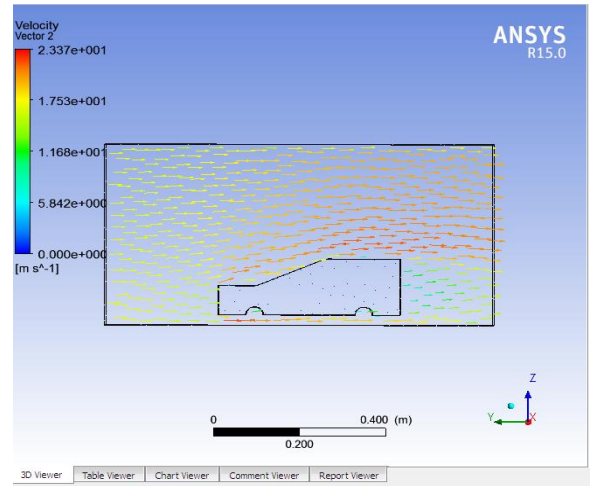 Velocity
Vector 2
2.337e+001
1.753e+001
1.168e+001
5.842e+000
0.000e+000
[m s^-1]
ANSYS
R15.0
Z
Y
X
0
0.400 (m)
0.200
3D Viewer
Table Viewer
Chart Viewer
Comment Viewer
Report Viewer